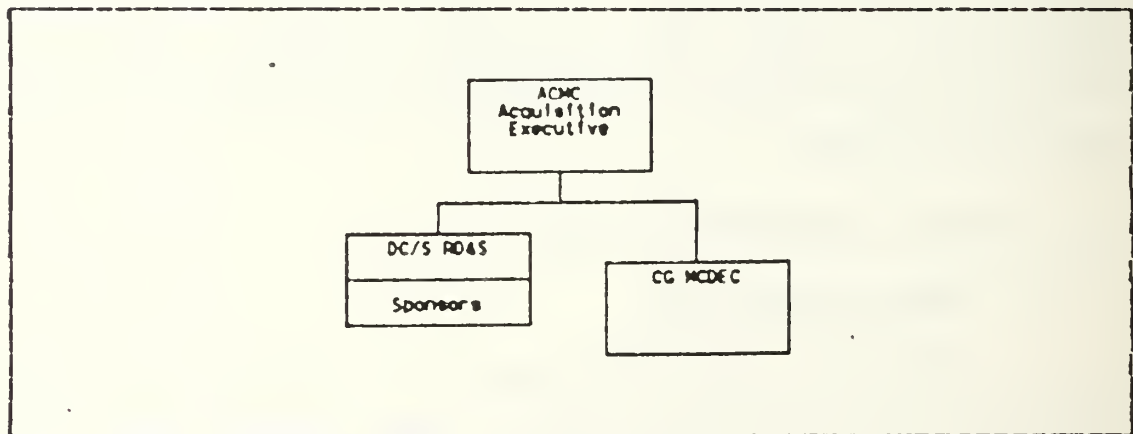 ACMC
Acquisition
Executive
DC/S RD&S
Sponsors
CG MCDEC